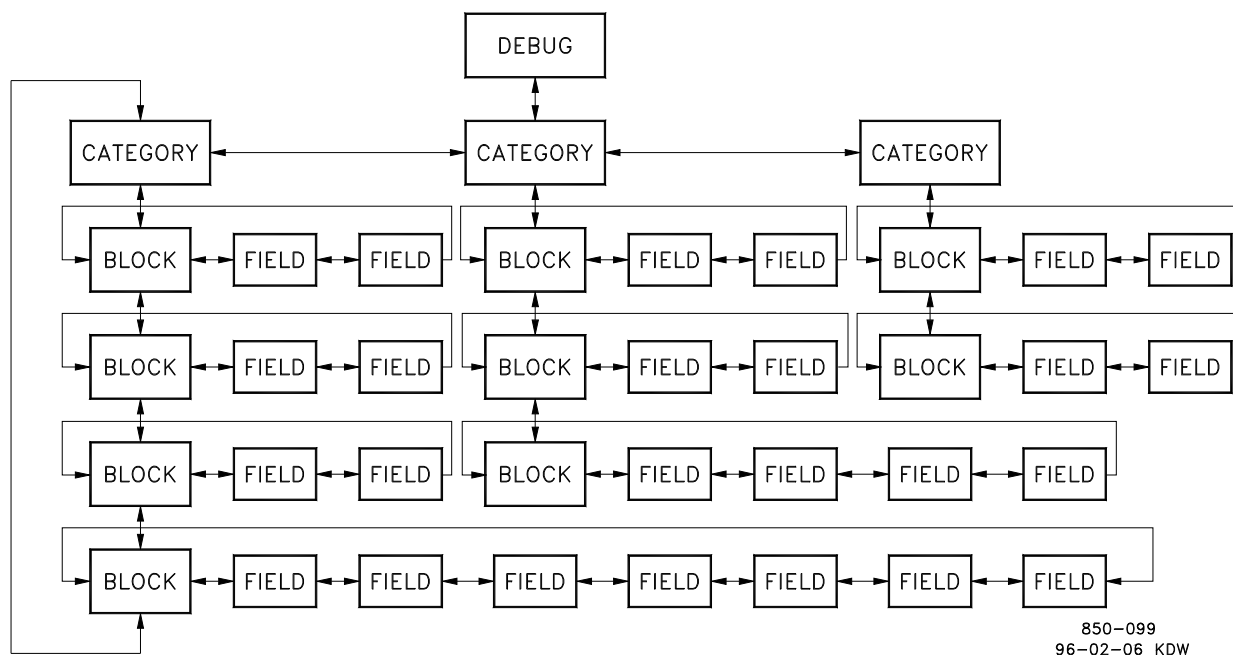 DEBUG
CATEGORY CATEGORY CATEGORY
BLOCK FIELD FIELD BLOCK FIELD FIELD BLOCK FIELD FIELD
BLOCK FIELD FIELD BLOCK FIELD FIELD BLOCK FIELD FIELD
BLOCK FIELD FIELD BLOCK FIELD FIELD FIELD FIELD
BLOCK FIELD FIELD FIELD FIELD FIELD FIELD FIELD
850-099
96-02-06 KDW